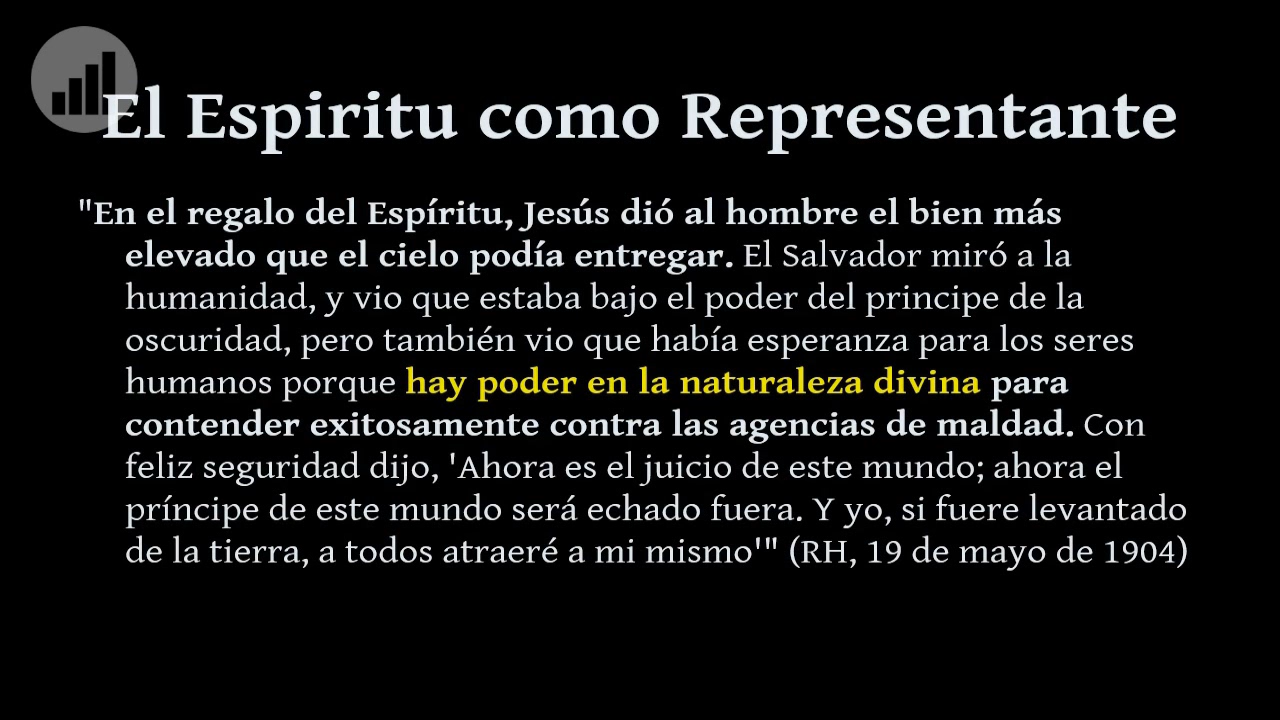 El Espiritu como Representante
"En el regalo del Espíritu, Jesús dió al hombre el bien más
elevado que el cielo podía entregar. El Salvador miró a la
humanidad, y vio que estaba bajo el poder del principe de la
oscuridad, pero también vio que había esperanza para los seres
humanos porque hay poder en la naturaleza divina para
contender exitosamente contra las agencias de maldad. Con
feliz seguridad dijo, 'Ahora es el juicio de este mundo; ahora el
príncipe de este mundo será echado fuera. Y yo, si fuere levantado
de la tierra, a todos atraeré a mi mismo'" (RH, 19 de mayo de 1904)